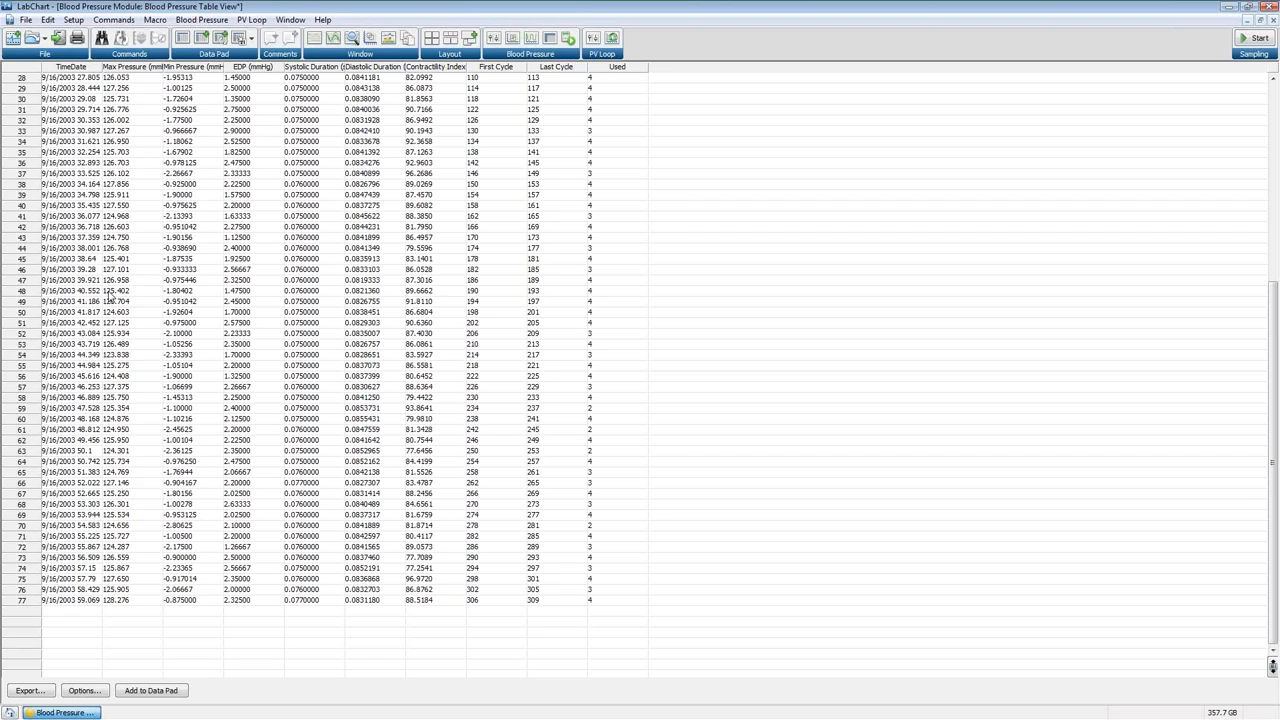 LabChart - [Blood Pressure Module: Blood Pressure Table View*]
File Edit Setup Commands Macro Blood Pressure PV Loop Window Help
File Commands Data Pad Comments Window Layout Blood Pressure PV Loop Sampling
Start
TimeDate Max Pressure (mmH Min Pressure (mmH EDP (mmHg) Systolic Duration (s Diastolic Duration ( Contractility Index First Cycle Last Cycle Used
28 9/16/2003 27.805 126.053 -1.95313 1.45000 0.0750000 0.0841181 82.0992 110 113 4
29 9/16/2003 28.444 127.256 -1.00125 2.50000 0.0750000 0.0843138 86.0873 114 117 4
30 9/16/2003 29.08 125.731 -1.72604 1.35000 0.0750000 0.0838090 81.8563 118 121 4
31 9/16/2003 29.714 126.776 -0.925625 2.27500 0.0750000 0.0840036 90.7166 122 125 4
32 9/16/2003 30.353 126.002 -1.77500 2.25000 0.0750000 0.0831928 86.9492 126 129 4
33 9/16/2003 30.987 127.267 -0.966667 2.90000 0.0750000 0.0842410 90.1943 130 133 3
34 9/16/2003 31.621 126.950 -1.18062 2.52500 0.0750000 0.0833678 92.3658 134 137 4
35 9/16/2003 32.254 125.703 -1.67902 1.82500 0.0750000 0.0841392 87.1263 138 141 4
36 9/16/2003 32.893 126.703 -0.978125 2.47500 0.0750000 0.0834276 92.9603 142 145 4
37 9/16/2003 33.525 126.102 -2.26667 2.33333 0.0750000 0.0840899 96.2686 146 149 3
38 9/16/2003 34.164 127.856 -0.925000 2.22500 0.0760000 0.0826796 89.0269 150 153 4
39 9/16/2003 34.798 125.911 -1.90000 1.57500 0.0750000 0.0847439 87.4570 154 157 4
40 9/16/2003 35.435 127.550 -0.975625 2.20000 0.0760000 0.0837275 89.6082 158 161 4
41 9/16/2003 36.077 124.968 -2.13393 1.63333 0.0750000 0.0845622 88.3850 162 165 3
42 9/16/2003 36.718 126.603 -0.951042 2.27500 0.0760000 0.0844231 81.7950 166 169 4
43 9/16/2003 37.359 124.750 -1.90156 1.12500 0.0760000 0.0841899 86.4957 170 173 4
44 9/16/2003 38.001 126.768 -0.938690 2.40000 0.0760000 0.0841349 79.5596 174 177 3
45 9/16/2003 38.64 125.401 -1.87535 1.92500 0.0750000 0.0835913 83.1401 178 181 4
46 9/16/2003 39.28 127.101 -0.933333 2.56667 0.0760000 0.0833103 86.0528 182 185 3
47 9/16/2003 39.921 126.958 -0.975446 2.32500 0.0760000 0.0819333 87.3016 186 189 4
48 9/16/2003 40.552 125.402 -1.80402 1.47500 0.0750000 0.0821360 89.6662 190 193 4
49 9/16/2003 41.186 .704 -0.951042 2.45000 0.0750000 0.0826755 91.8110 194 197 4
50 9/16/2003 41.817 124.603 -1.92604 1.70000 0.0750000 0.0838451 86.6804 198 201 4
51 9/16/2003 42.452 127.125 -0.975000 2.57500 0.0750000 0.0829303 90.6360 202 205 4
52 9/16/2003 43.084 125.934 -2.10000 2.23333 0.0750000 0.0835007 87.4030 206 209 3
53 9/16/2003 43.719 126.489 -1.05256 2.35000 0.0760000 0.0826757 86.0861 210 213 4
54 9/16/2003 44.349 123.838 -2.33393 1.70000 0.0750000 0.0828651 83.5927 214 217 3
55 9/16/2003 44.984 125.275 -1.05104 2.20000 0.0750000 0.0837073 86.5581 218 221 4
56 9/16/2003 45.616 124.408 -1.90000 1.32500 0.0750000 0.0837399 80.6452 222 225 4
57 9/16/2003 46.253 127.375 -1.06699 2.26667 0.0760000 0.0830627 88.6364 226 229 3
58 9/16/2003 46.889 125.750 -1.45313 2.25000 0.0750000 0.0841250 79.4422 230 233 4
59 9/16/2003 47.528 125.354 -1.10000 2.40000 0.0750000 0.0853731 93.8641 234 237 2
60 9/16/2003 48.168 124.876 -1.10216 2.12500 0.0750000 0.0855431 79.9810 238 241 4
61 9/16/2003 48.812 124.950 -2.45625 2.20000 0.0760000 0.0847559 81.3428 242 245 2
62 9/16/2003 49.456 125.950 -1.00104 2.22500 0.0760000 0.0841642 80.7544 246 249 4
63 9/16/2003 50.1 124.301 -2.36125 2.35000 0.0750000 0.0852965 77.6456 250 253 2
64 9/16/2003 50.742 125.734 -0.976250 2.47500 0.0750000 0.0852162 84.4199 254 257 4
65 9/16/2003 51.383 124.769 -1.76944 2.06667 0.0760000 0.0842138 81.5526 258 261 3
66 9/16/2003 52.022 127.146 -0.904167 2.20000 0.0770000 0.0827307 83.4787 262 265 3
67 9/16/2003 52.665 125.250 -1.80156 2.02500 0.0760000 0.0831414 88.2456 266 269 4
68 9/16/2003 53.303 126.301 -1.00278 2.63333 0.0760000 0.0840489 84.6561 270 273 3
69 9/16/2003 53.944 125.534 -0.953125 2.02500 0.0760000 0.0837317 81.6759 274 277 4
70 9/16/2003 54.583 124.656 -2.80625 2.10000 0.0760000 0.0841889 81.8714 278 281 2
71 9/16/2003 55.225 125.727 -1.00500 2.20000 0.0760000 0.0842597 80.4117 282 285 4
72 9/16/2003 55.867 124.287 -2.17500 1.26667 0.0760000 0.0841565 89.0573 286 289 3
73 9/16/2003 56.509 126.559 -0.900000 2.50000 0.0760000 0.0837460 77.7089 290 293 4
74 9/16/2003 57.15 125.867 -2.23365 2.56667 0.0750000 0.0852191 77.2541 294 297 3
75 9/16/2003 57.79 127.650 -0.917014 2.35000 0.0760000 0.0836868 96.9720 298 301 4
76 9/16/2003 58.429 125.905 -2.06667 2.00000 0.0760000 0.0832703 86.8762 302 305 3
77 9/16/2003 59.069 128.276 -0.875000 2.32500 0.0770000 0.0831180 88.5184 306 309 4
Export... Options... Add to Data Pad
Blood Pressure ... 357.7 GB